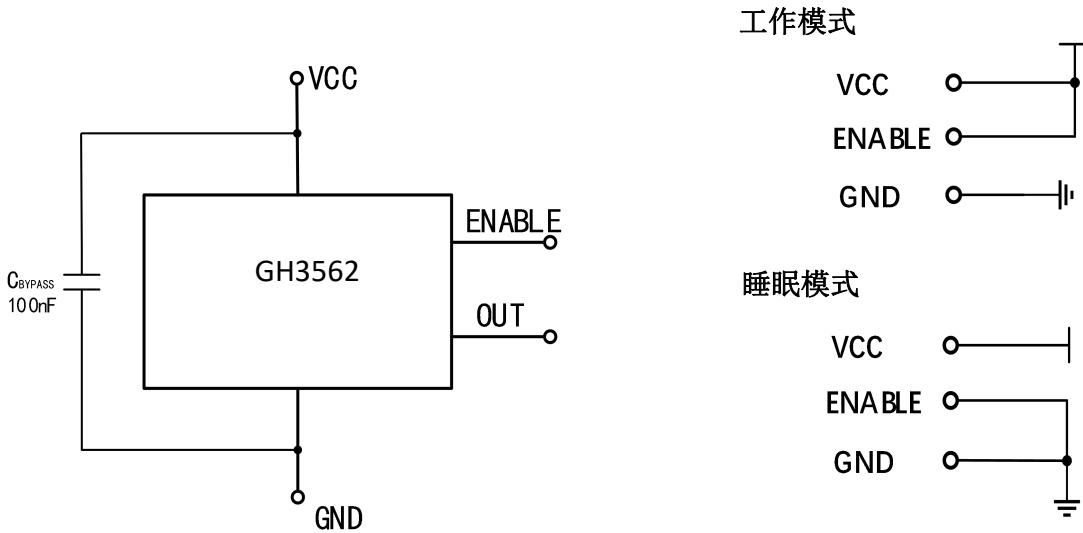 VCC
ENABLE
GH3562
CBYPASS
100nF
OUT
GND
工作模式
VCC
ENABLE
GND
睡眠模式
VCC
ENABLE
GND